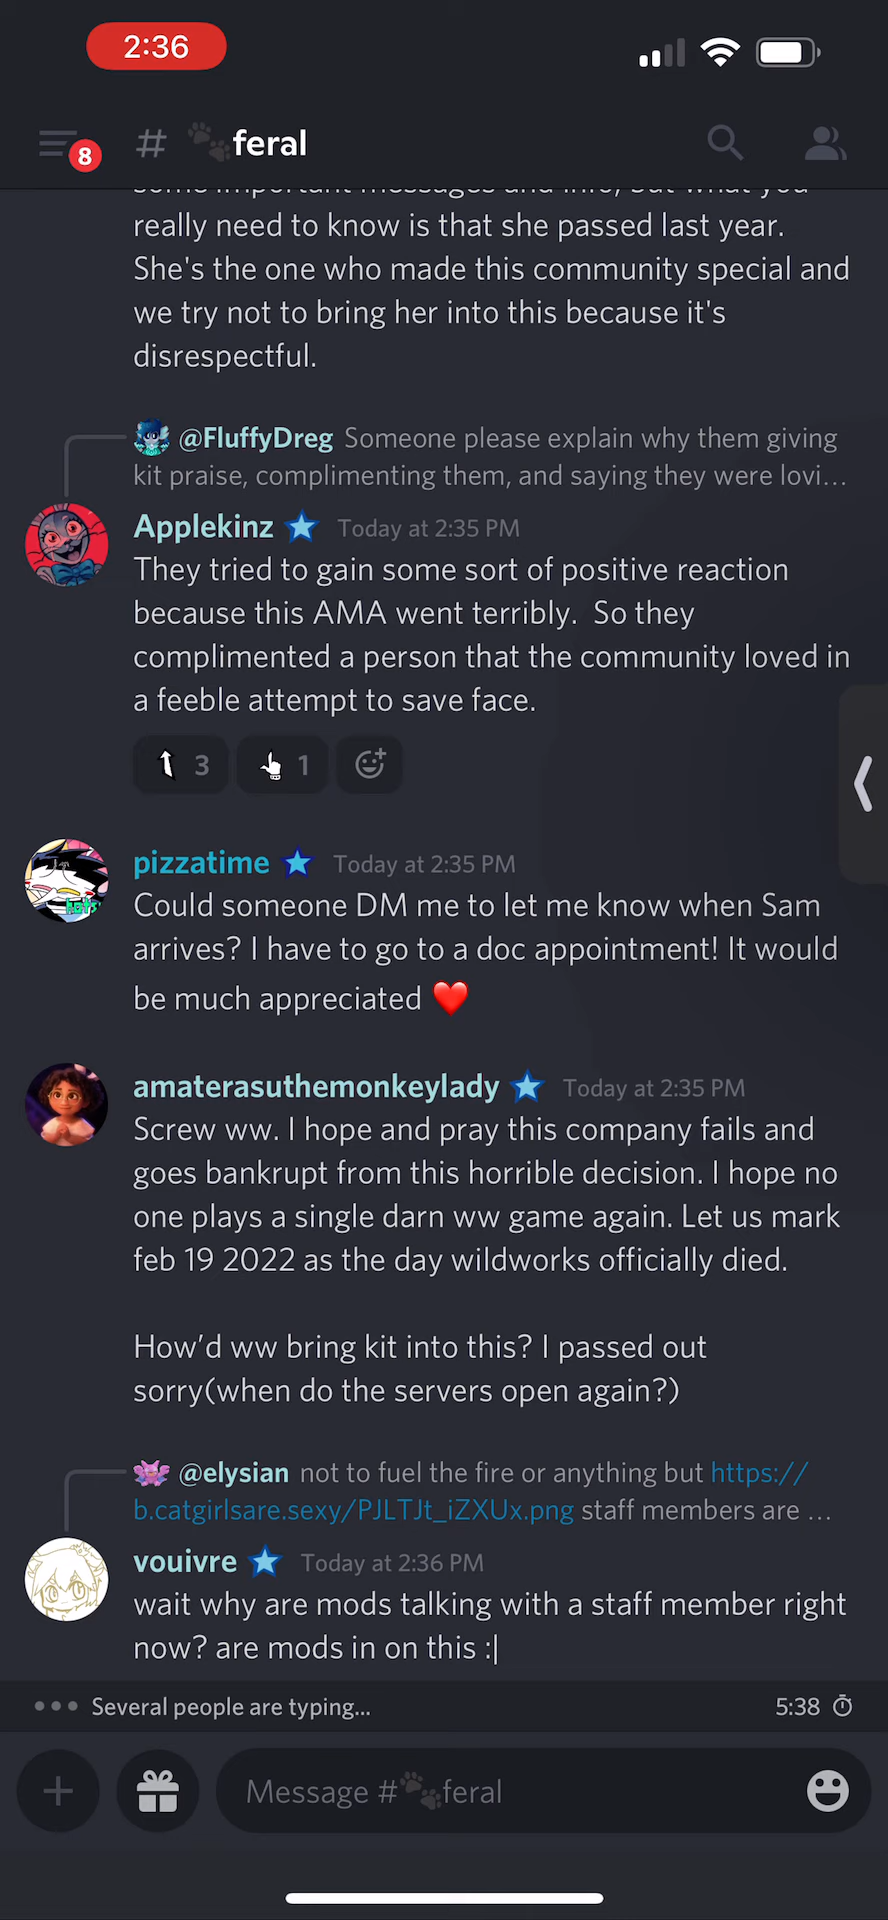 2:36
8
# feral
some important messages and info, but what you
really need to know is that she passed last year.
She's the one who made this community special and
we try not to bring her into this because it's
disrespectful.
@FluffyDreg Someone please explain why them giving
kit praise, complimenting them, and saying they were lovi...
Applekinz Today at 2:35 PM
They tried to gain some sort of positive reaction
because this AMA went terribly.  So they
complimented a person that the community loved in
a feeble attempt to save face.
3 1
pizzatime Today at 2:35 PM
Could someone DM me to let me know when Sam
arrives? I have to go to a doc appointment! It would
be much appreciated ❤️
amaterasuthemonkeylady Today at 2:35 PM
Screw ww. I hope and pray this company fails and
goes bankrupt from this horrible decision. I hope no
one plays a single darn ww game again. Let us mark
feb 19 2022 as the day wildworks officially died.
How’d ww bring kit into this? I passed out
sorry(when do the servers open again?)
@elysian not to fuel the fire or anything but https://
b.catgirlsare.sexy/PJLTJt_iZXUx.png staff members are ...
vouivre Today at 2:36 PM
wait why are mods talking with a staff member right
now? are mods in on this :|
Several people are typing... 5:38
Message # feral